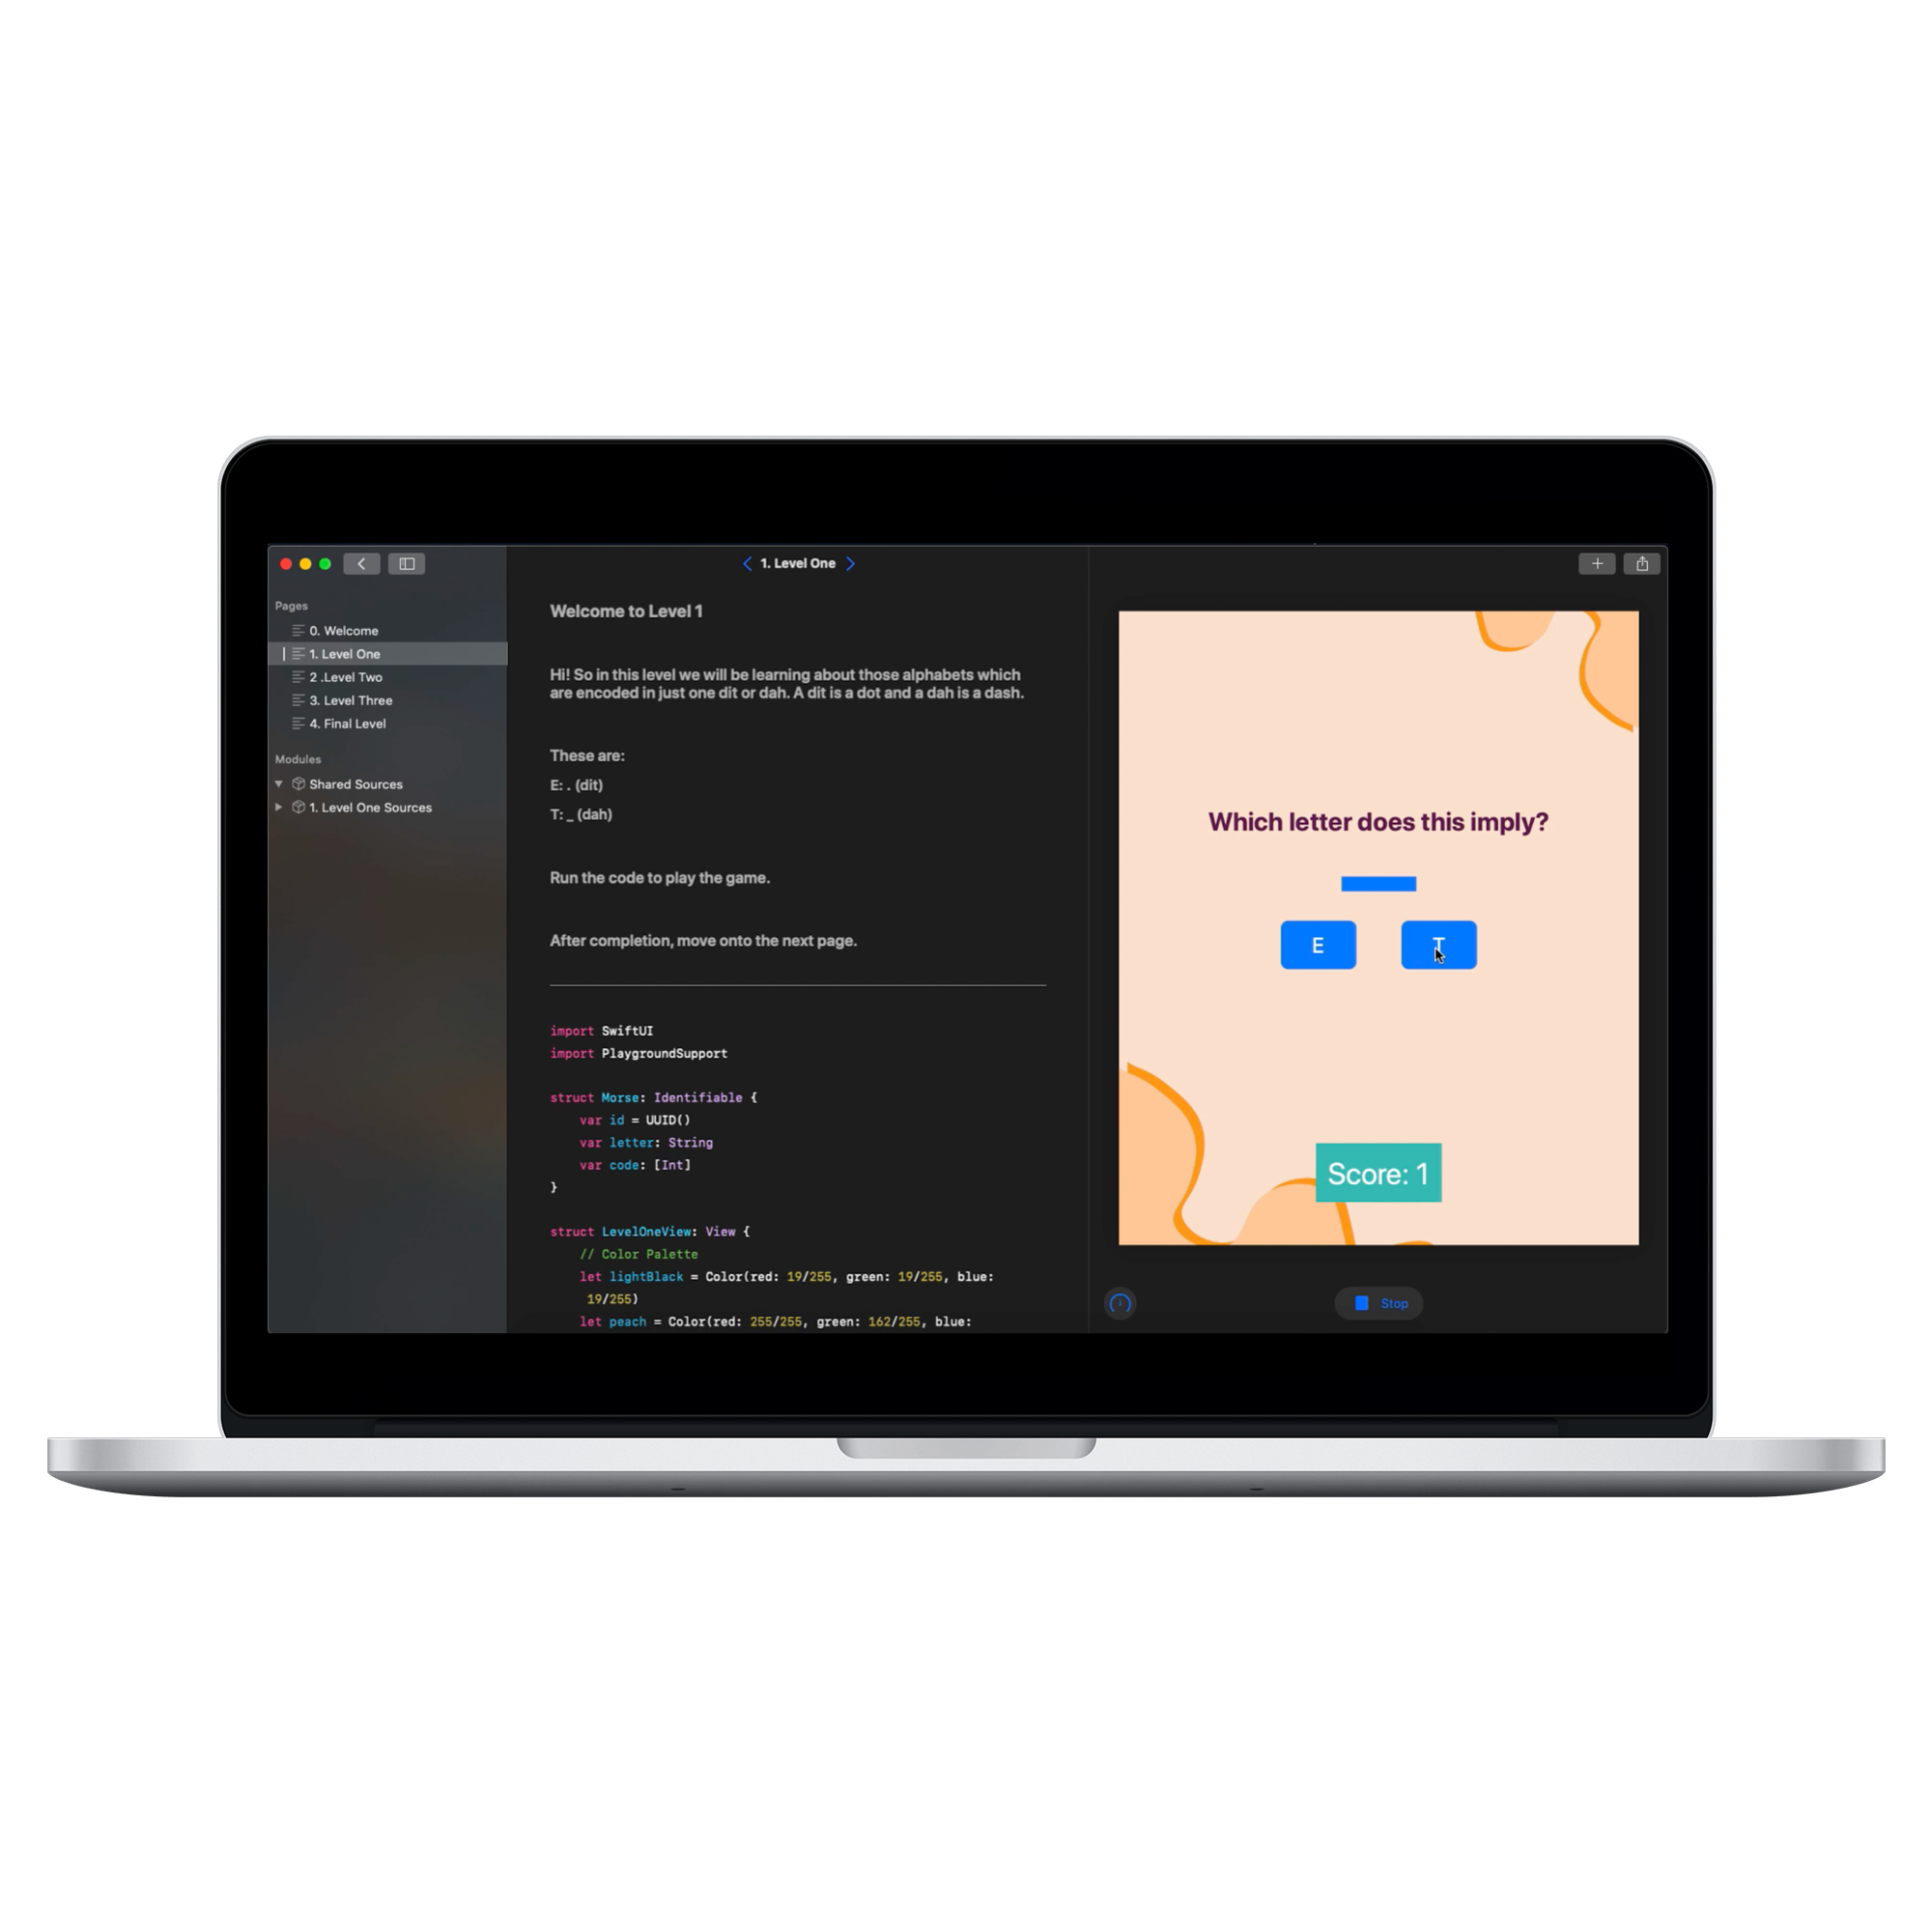 1. Level One
Pages
0. Welcome
1. Level One
2 .Level Two
3. Level Three
4. Final Level
Modules
Shared Sources
1. Level One Sources
Welcome to Level 1
Hi! So in this level we will be learning about those alphabets which
are encoded in just one dit or dah. A dit is a dot and a dah is a dash.
These are:
E: . (dit)
T: _ (dah)
Run the code to play the game.
After completion, move onto the next page.
import SwiftUI
import PlaygroundSupport
struct Morse: Identifiable {
var id = UUID()
var letter: String
var code: [Int]
}
struct LevelOneView: View {
// Color Palette
let lightBlack = Color(red: 19/255, green: 19/255, blue:
19/255)
let peach = Color(red: 255/255, green: 162/255, blue:
Which letter does this imply?
E T
Score: 1
Stop